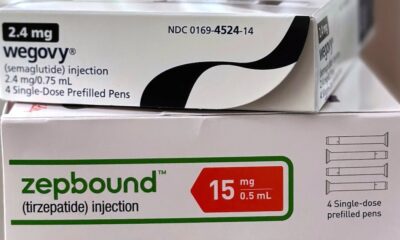 2.4 mg
NDC 0169-4524-14
wegovy®
(semaglutide) injection
2.4 mg/0.75 mL
4 Single-Dose Prefilled Pens
zepbound™
(tirzepatide) injection
15 mg
0.5 mL
4 Single-dose
prefilled pens